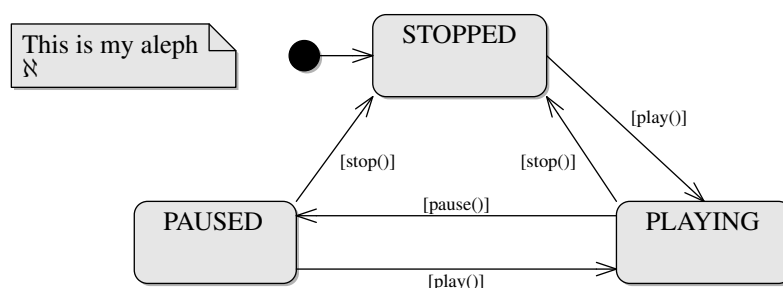 This is my aleph
ℵ
STOPPED
[play()]
[stop()]
[stop()]
[pause()]
PAUSED
PLAYING
[play()]